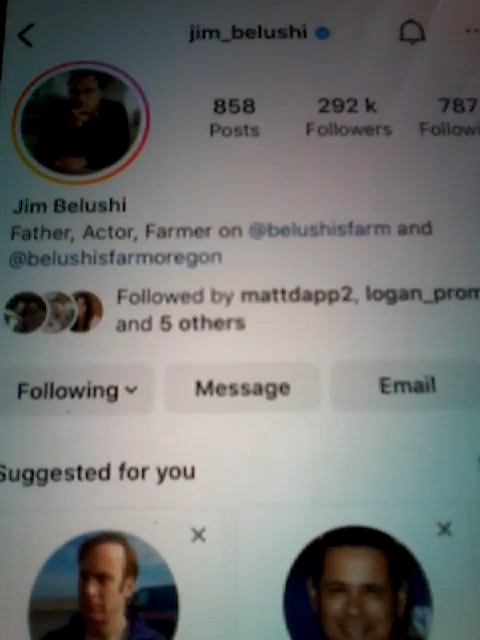 jim_belushi
858
292 k
787
Posts
Followers
Followi
Jim Belushi
Father, Actor, Farmer on @belushisfarm and
@belushisfarmoregon
Followed by mattdapp2, logan_prom
and 5 others
Following
Message
Email
Suggested for you